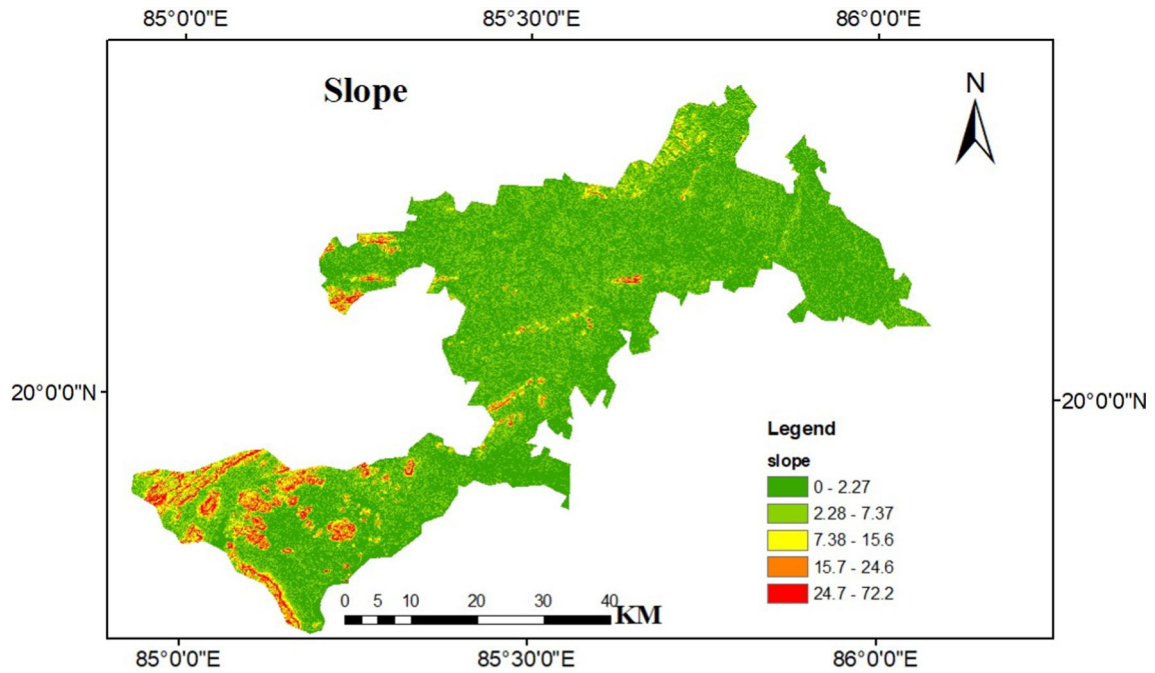 85°0'0"E 85°30'0"E 86°0'0"E
Slope
N
20°0'0"N 20°0'0"N
Legend
slope
0 - 2.27
2.28 - 7.37
7.38 - 15.6
15.7 - 24.6
24.7 - 72.2
0 5 10 20 30 40 KM
85°0'0"E 85°30'0"E 86°0'0"E